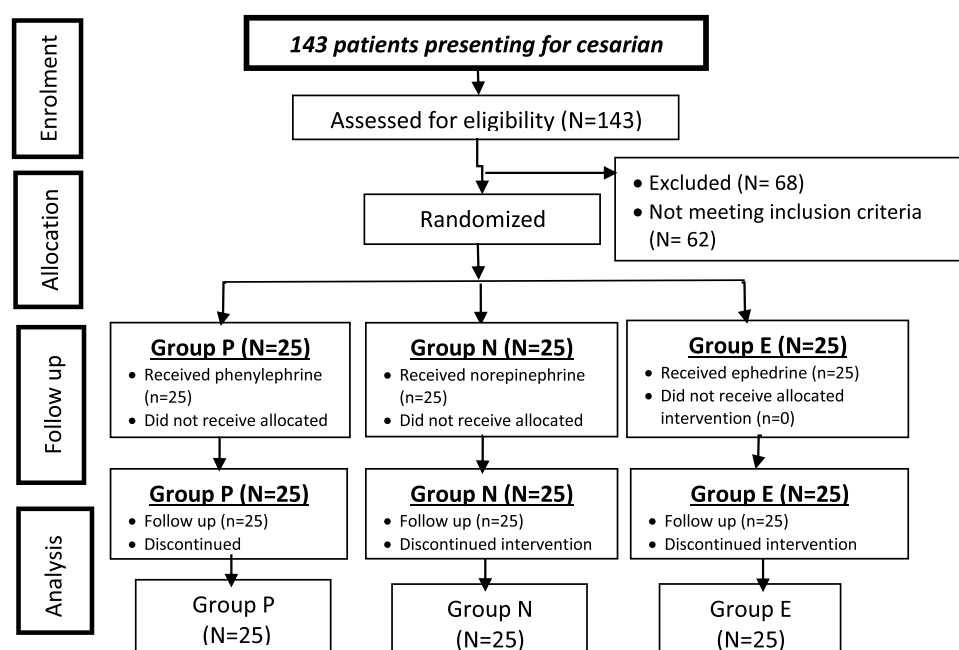 Enrolment
143 patients presenting for cesarian
Assessed for eligibility (N=143)
• Excluded (N= 68)
• Not meeting inclusion criteria
(N= 62)
Allocation
Randomized
Follow up
Group P (N=25)
• Received phenylephrine
(n=25)
• Did not receive allocated
Group N (N=25)
• Received norepinephrine
(n=25)
• Did not receive allocated
Group E (N=25)
• Received ephedrine (n=25)
• Did not receive allocated
intervention (n=0)
Group P (N=25)
• Follow up (n=25)
• Discontinued
Group N (N=25)
• Follow up (n=25)
• Discontinued intervention
Group E (N=25)
• Follow up (n=25)
• Discontinued intervention
Analysis
Group P
(N=25)
Group N
(N=25)
Group E
(N=25)